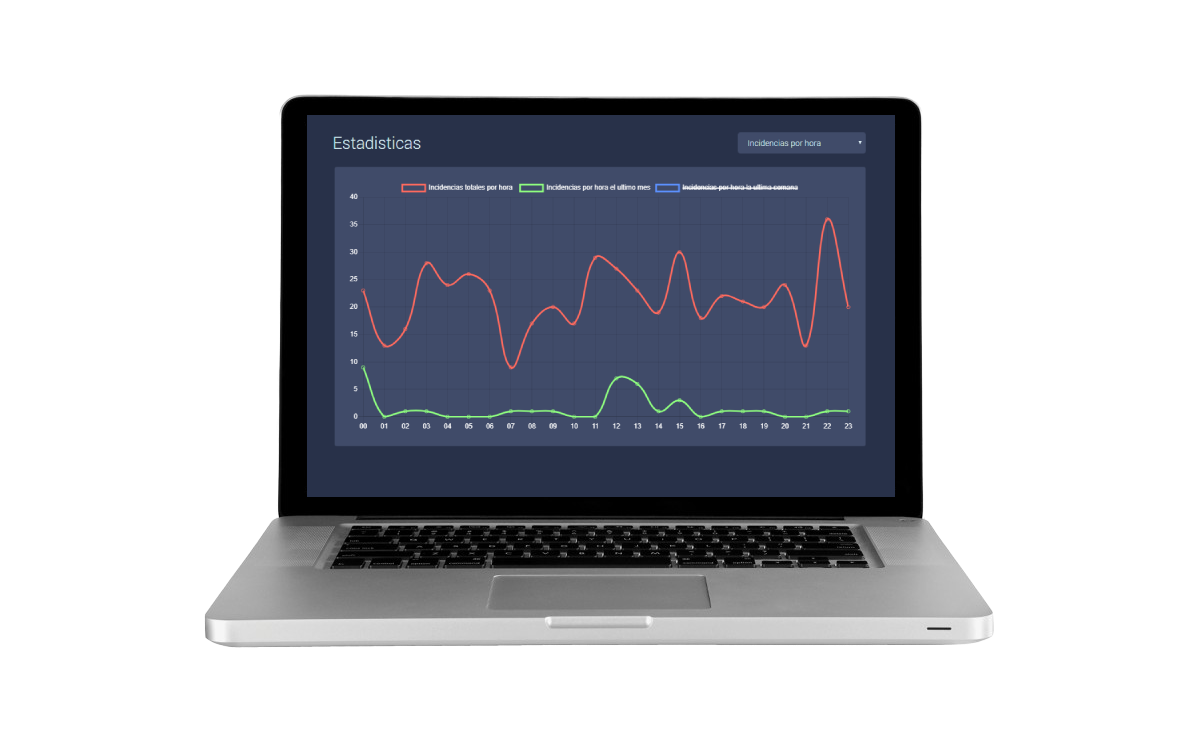 Estadisticas
Incidencias por hora
Incidencias totales por hora Incidencias por hora el ultimo mes Incidencias por hora la ultima semana
40
35
30
25
20
15
10
5
0
00 01 02 03 04 05 06 07 08 09 10 11 12 13 14 15 16 17 18 19 20 21 22 23